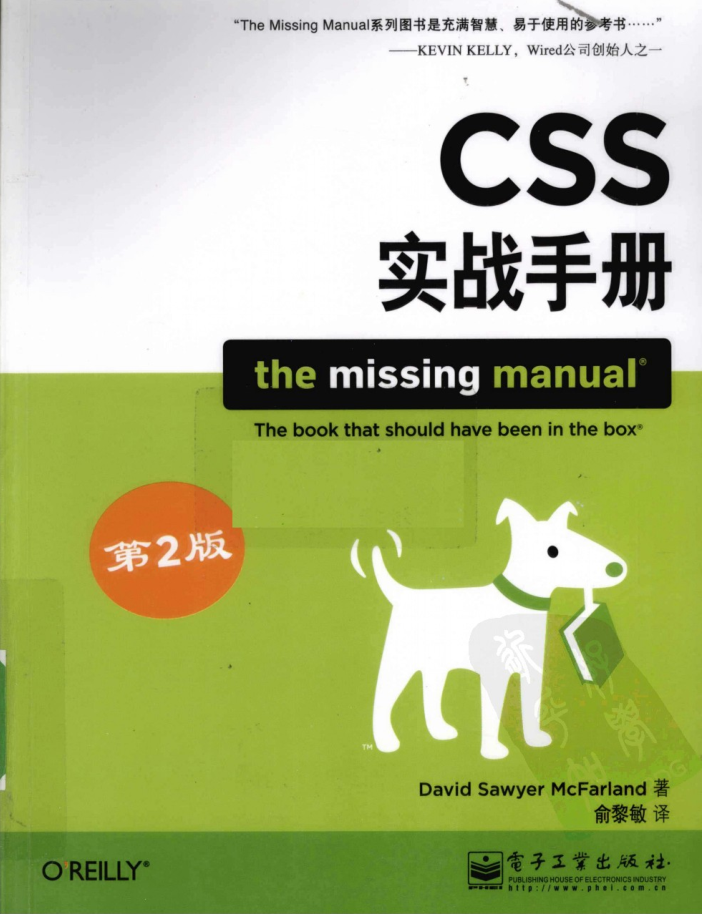 “The Missing Manual系列图书是充满智慧、易于使用的参考书……”
——KEVIN KELLY，Wired公司创始人之一
CSS
实战手册
the missing manual®
The book that should have been in the box®
第2版
TM
David Sawyer McFarland 著
俞黎敏 译
O'REILLY®
電子工業出版社·
PUBLISHING HOUSE OF ELECTRONICS INDUSTRY
PHEI
http://www.phei.com.cn